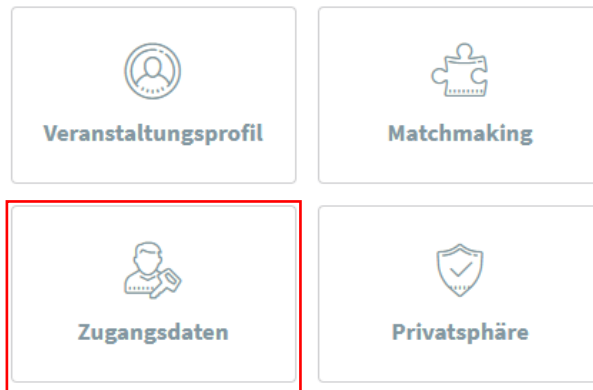 Veranstaltungsprofil
Matchmaking
Zugangsdaten
Privatsphäre